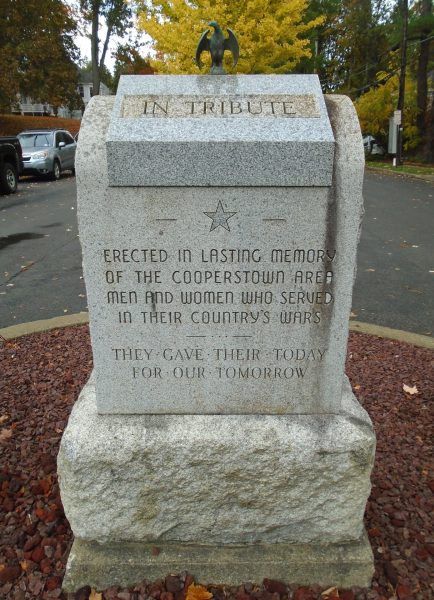 IN TRIBUTE
ERECTED IN LASTING MEMORY
OF THE COOPERSTOWN AREA
MEN AND WOMEN WHO SERVED
IN THEIR COUNTRY'S WARS
THEY·GAVE·THEIR·TODAY
FOR·OUR·TOMORROW